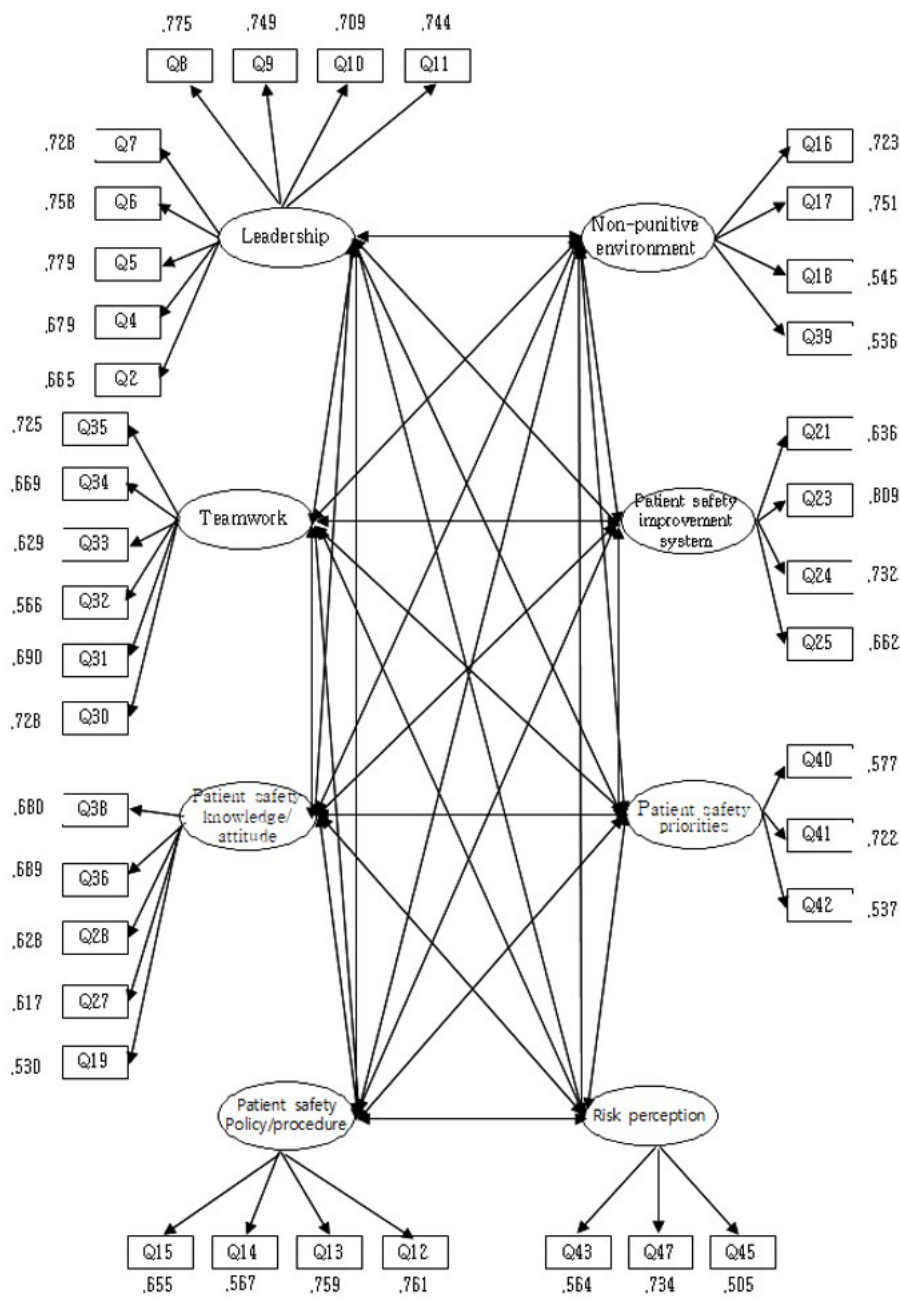 .775 .749 .709 .744
Q8 Q9 Q10 Q11
.728 Q7
.758 Q6
.779 Q5
.679 Q4
.665 Q2
Leadership
Non-punitive
environment
Q16 .723
Q17 .751
Q18 .545
Q39 .536
.725 Q35
.669 Q34
.629 Q33
.566 Q32
.690 Q31
.728 Q30
Teamwork
Patient safety
improvement
system
Q21 .636
Q23 .809
Q24 .732
Q25 .662
.680 Q38
.689 Q36
.628 Q28
.617 Q27
.530 Q19
Patient safety
knowledge/
attitude
Patient safety
priorities
Q40 .577
Q41 .722
Q42 .537
Patient safety
Policy/procedure
Risk perception
Q15 Q14 Q13 Q12
.655 .567 .759 .761
Q43 Q47 Q45
.564 .734 .505